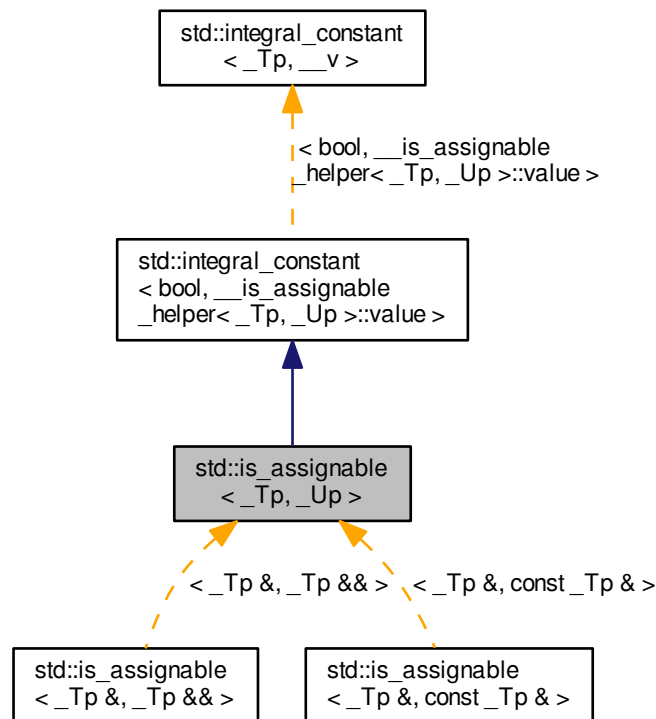 std::integral_constant
< _Tp, __v >
< bool, __is_assignable
_helper< _Tp, _Up >::value >
std::integral_constant
< bool, __is_assignable
_helper< _Tp, _Up >::value >
std::is_assignable
< _Tp, _Up >
< _Tp &, _Tp && >
< _Tp &, const _Tp & >
std::is_assignable
< _Tp &, _Tp && >
std::is_assignable
< _Tp &, const _Tp & >